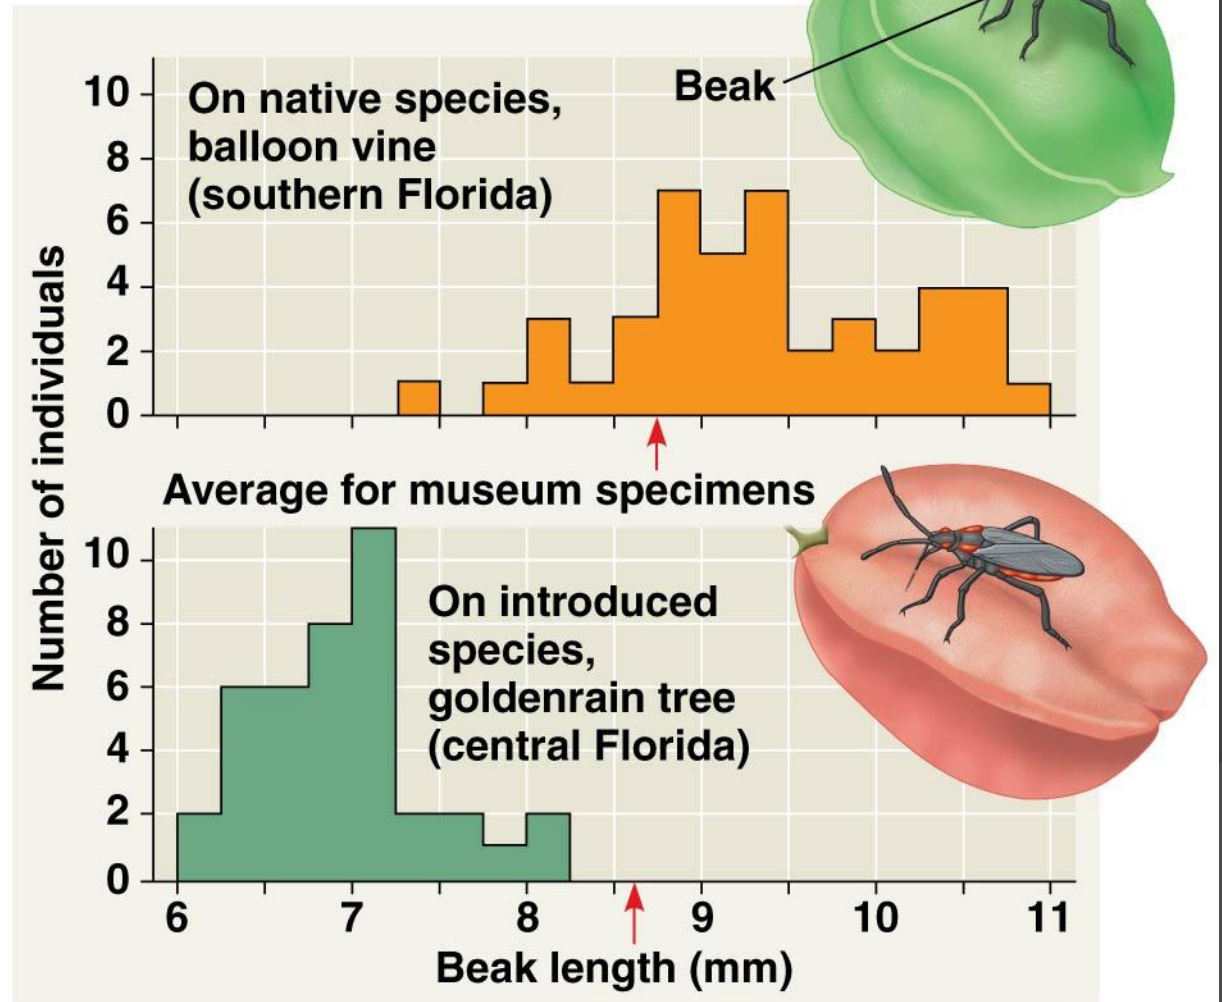 Beak
10
On native species,
balloon vine
(southern Florida)
8
6
4
2
0
Number of individuals
Average for museum specimens
10
On introduced
species,
goldenrain tree
(central Florida)
8
6
4
2
0
6 7 8 9 10 11
Beak length (mm)